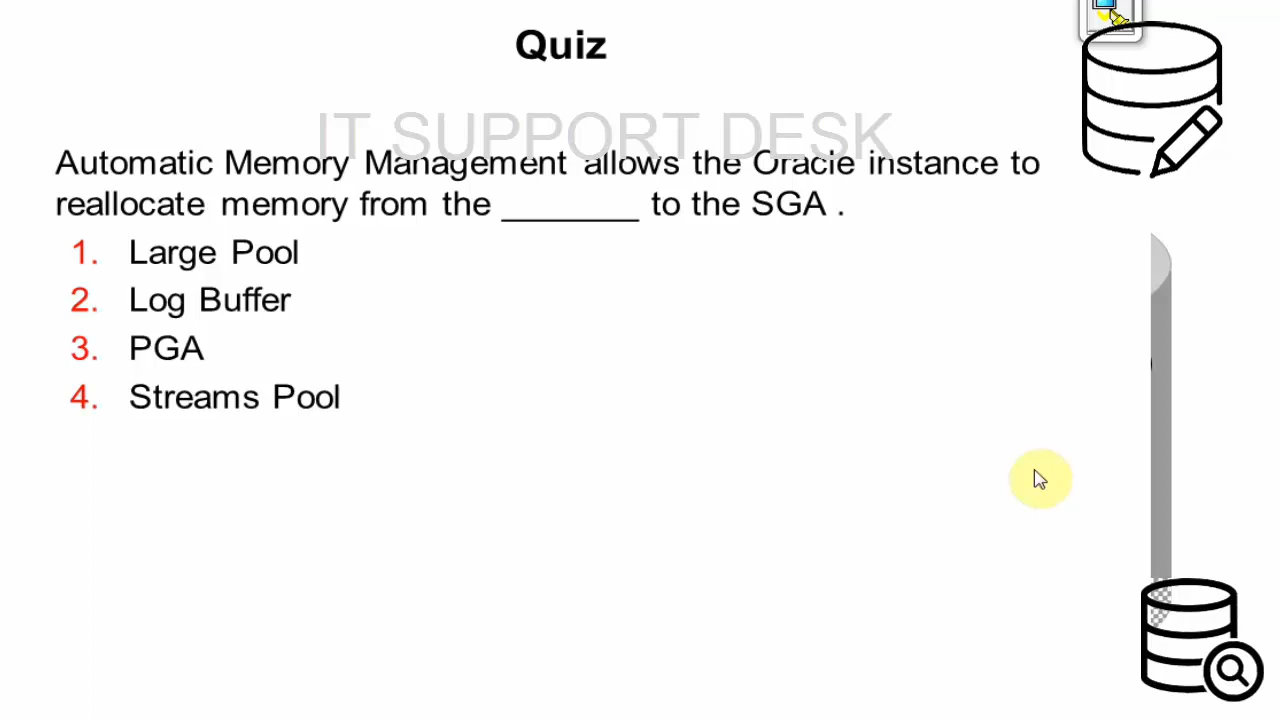 Quiz
IT SUPPORT DESK
Automatic Memory Management allows the Oracle instance to
reallocate memory from the _______ to the SGA .
1. Large Pool
2. Log Buffer
3. PGA
4. Streams Pool